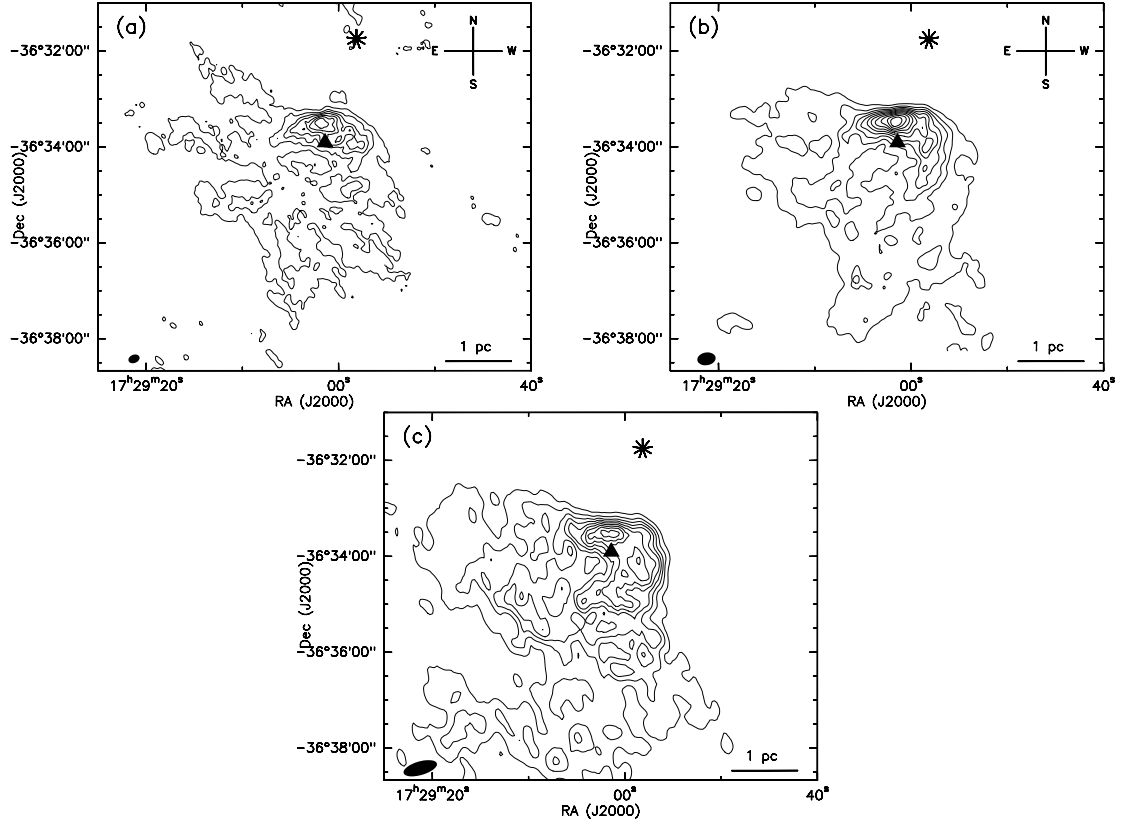 (a)
N
E W
S
-36°32'00"
-36°34'00"
-36°36'00"
-36°38'00"
Dec (J2000)
1 pc
17ʰ29ᵐ20ˢ 00ˢ 40ˢ
RA (J2000)
(b)
N
E W
S
-36°32'00"
-36°34'00"
-36°36'00"
-36°38'00"
Dec (J2000)
1 pc
17ʰ29ᵐ20ˢ 00ˢ 40ˢ
RA (J2000)
(c)
-36°32'00"
-36°34'00"
-36°36'00"
-36°38'00"
Dec (J2000)
1 pc
17ʰ29ᵐ20ˢ 00ˢ 40ˢ
RA (J2000)